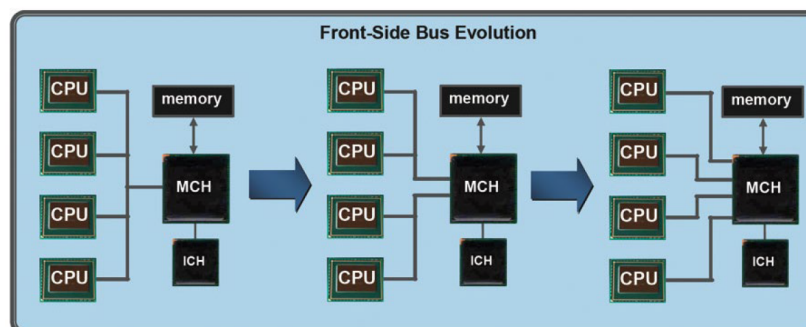 Front-Side Bus Evolution
CPU
memory
CPU
MCH
CPU
ICH
CPU
CPU
memory
CPU
MCH
CPU
ICH
CPU
CPU
memory
CPU
MCH
CPU
ICH
CPU